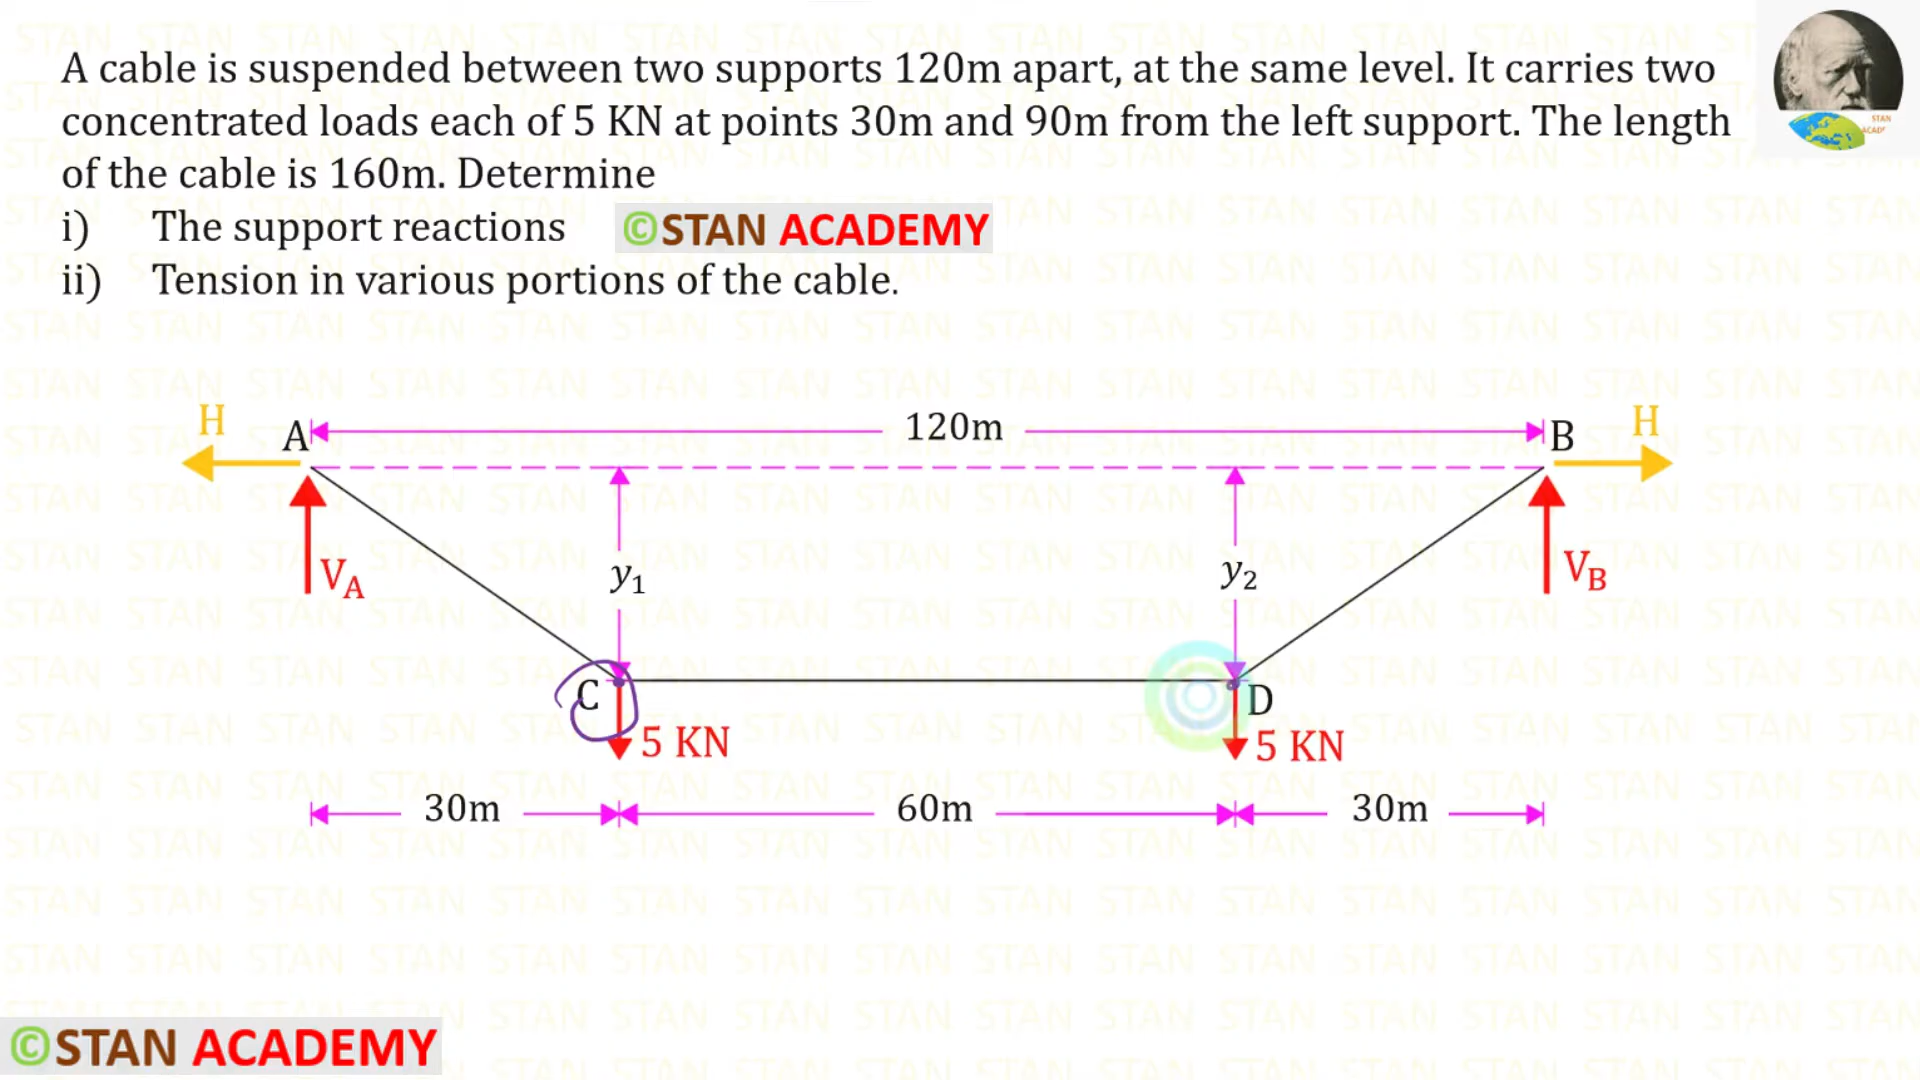 A cable is suspended between two supports 120m apart, at the same level. It carries two
concentrated loads each of 5 KN at points 30m and 90m from the left support. The length
of the cable is 160m. Determine
i) The support reactions
©STAN ACADEMY
ii) Tension in various portions of the cable.
STAN
H
A
120m
B
H
V_A
y₁
y₂
V_B
C
D
5 KN
5 KN
30m
60m
30m
©STAN ACADEMY